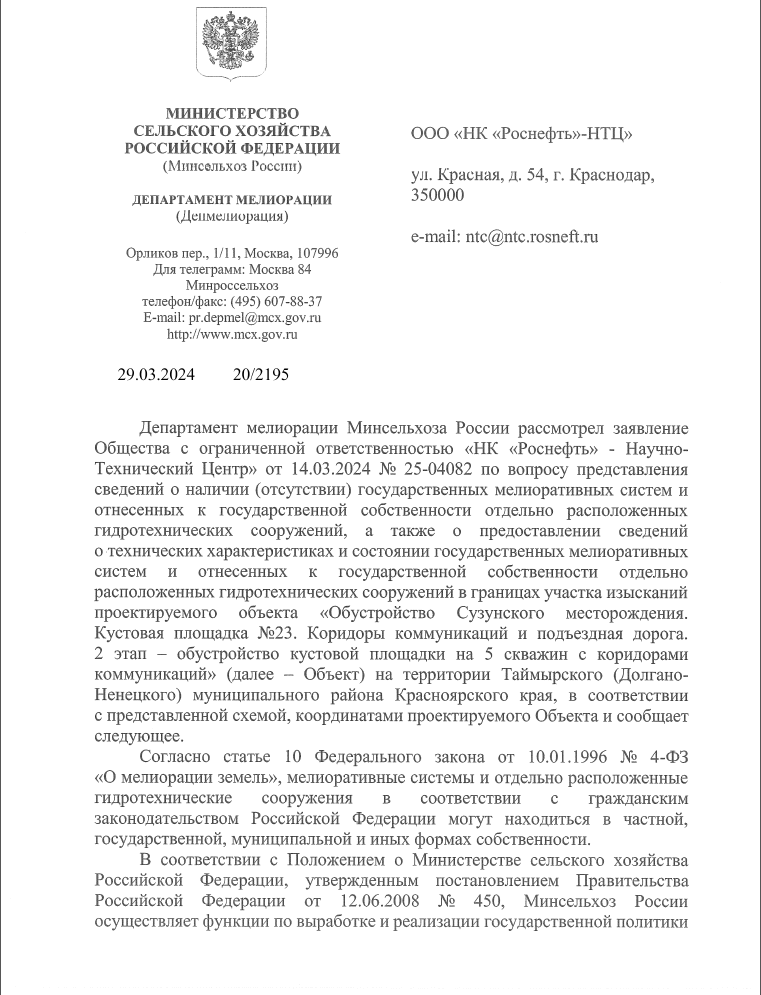 МИНИСТЕРСТВО
СЕЛЬСКОГО ХОЗЯЙСТВА
РОССИЙСКОЙ ФЕДЕРАЦИИ
(Минсельхоз России)
ДЕПАРТАМЕНТ МЕЛИОРАЦИИ
(Депмелиорация)
Орликов пер., 1/11, Москва, 107996
Для телеграмм: Москва 84
Минроссельхоз
телефон/факс: (495) 607-88-37
E-mail: pr.depmel@mcx.gov.ru
http://www.mcx.gov.ru
29.03.2024 20/2195
ООО «НК «Роснефть»-НТЦ»
ул. Красная, д. 54, г. Краснодар,
350000
e-mail: ntc@ntc.rosneft.ru
Департамент мелиорации Минсельхоза России рассмотрел заявление
Общества с ограниченной ответственностью «НК «Роснефть» - Научно-
Технический Центр» от 14.03.2024 № 25-04082 по вопросу представления
сведений о наличии (отсутствии) государственных мелиоративных систем и
отнесенных к государственной собственности отдельно расположенных
гидротехнических сооружений, а также о предоставлении сведений
о технических характеристиках и состоянии государственных мелиоративных
систем и отнесенных к государственной собственности отдельно
расположенных гидротехнических сооружений в границах участка изысканий
проектируемого объекта «Обустройство Сузунского месторождения.
Кустовая площадка №23. Коридоры коммуникаций и подъездная дорога.
2 этап – обустройство кустовой площадки на 5 скважин с коридорами
коммуникаций» (далее – Объект) на территории Таймырского (Долгано-
Ненецкого) муниципального района Красноярского края, в соответствии
с представленной схемой, координатами проектируемого Объекта и сообщает
следующее.
Согласно статье 10 Федерального закона от 10.01.1996 № 4-ФЗ
«О мелиорации земель», мелиоративные системы и отдельно расположенные
гидротехнические сооружения в соответствии с гражданским
законодательством Российской Федерации могут находиться в частной,
государственной, муниципальной и иных формах собственности.
В соответствии с Положением о Министерстве сельского хозяйства
Российской Федерации, утвержденным постановлением Правительства
Российской Федерации от 12.06.2008 № 450, Минсельхоз России
осуществляет функции по выработке и реализации государственной политики